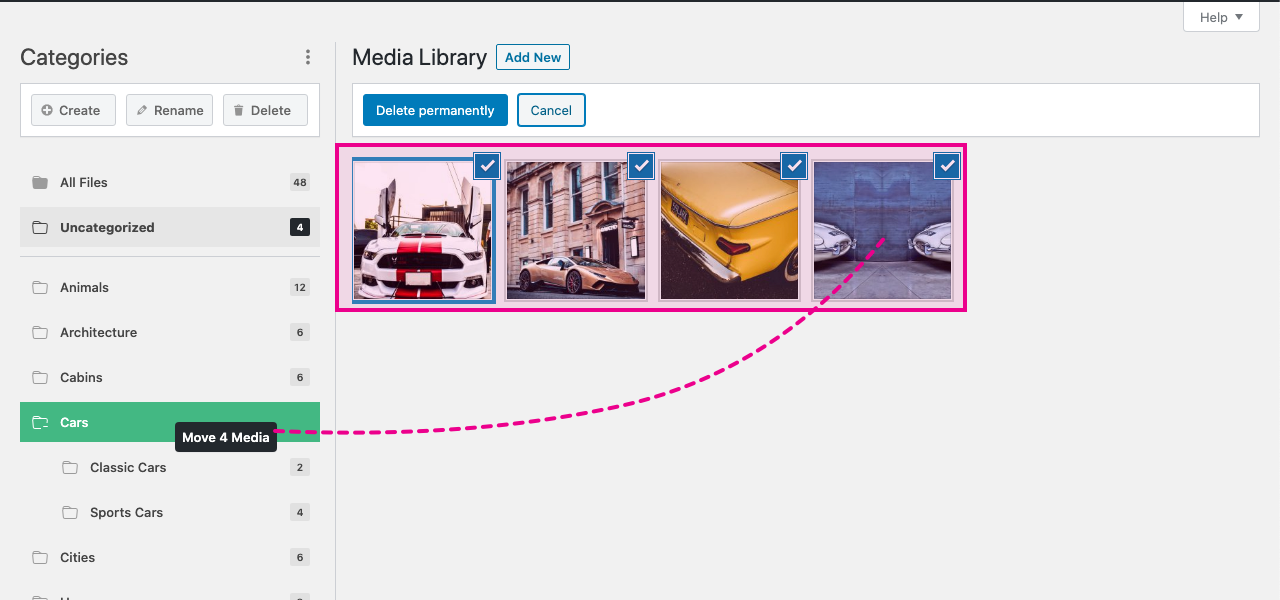 Help
Categories
Media Library
Add New
Create
Rename
Delete
Delete permanently
Cancel
All Files
48
Uncategorized
4
Animals
12
Architecture
6
Cabins
6
Cars
Move 4 Media
Classic Cars
2
Sports Cars
4
Cities
6